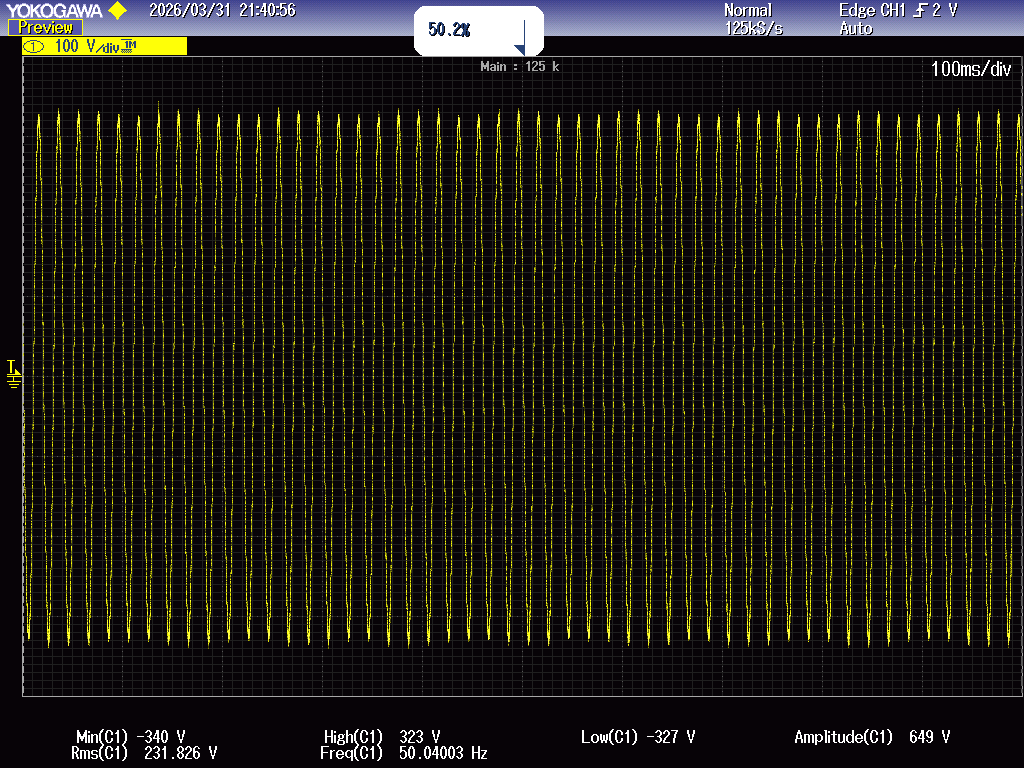 YOKOGAWA 2026/03/31 21:40:56 Normal Edge CH1 2 V
Preview 125kS/s Auto
50.2%
1 100 V/div
Main : 125 k
100ms/div
T
Min(C1) -340 V High(C1) 323 V Low(C1) -327 V Amplitude(C1) 649 V
Rms(C1) 231.826 V Freq(C1) 50.04003 Hz